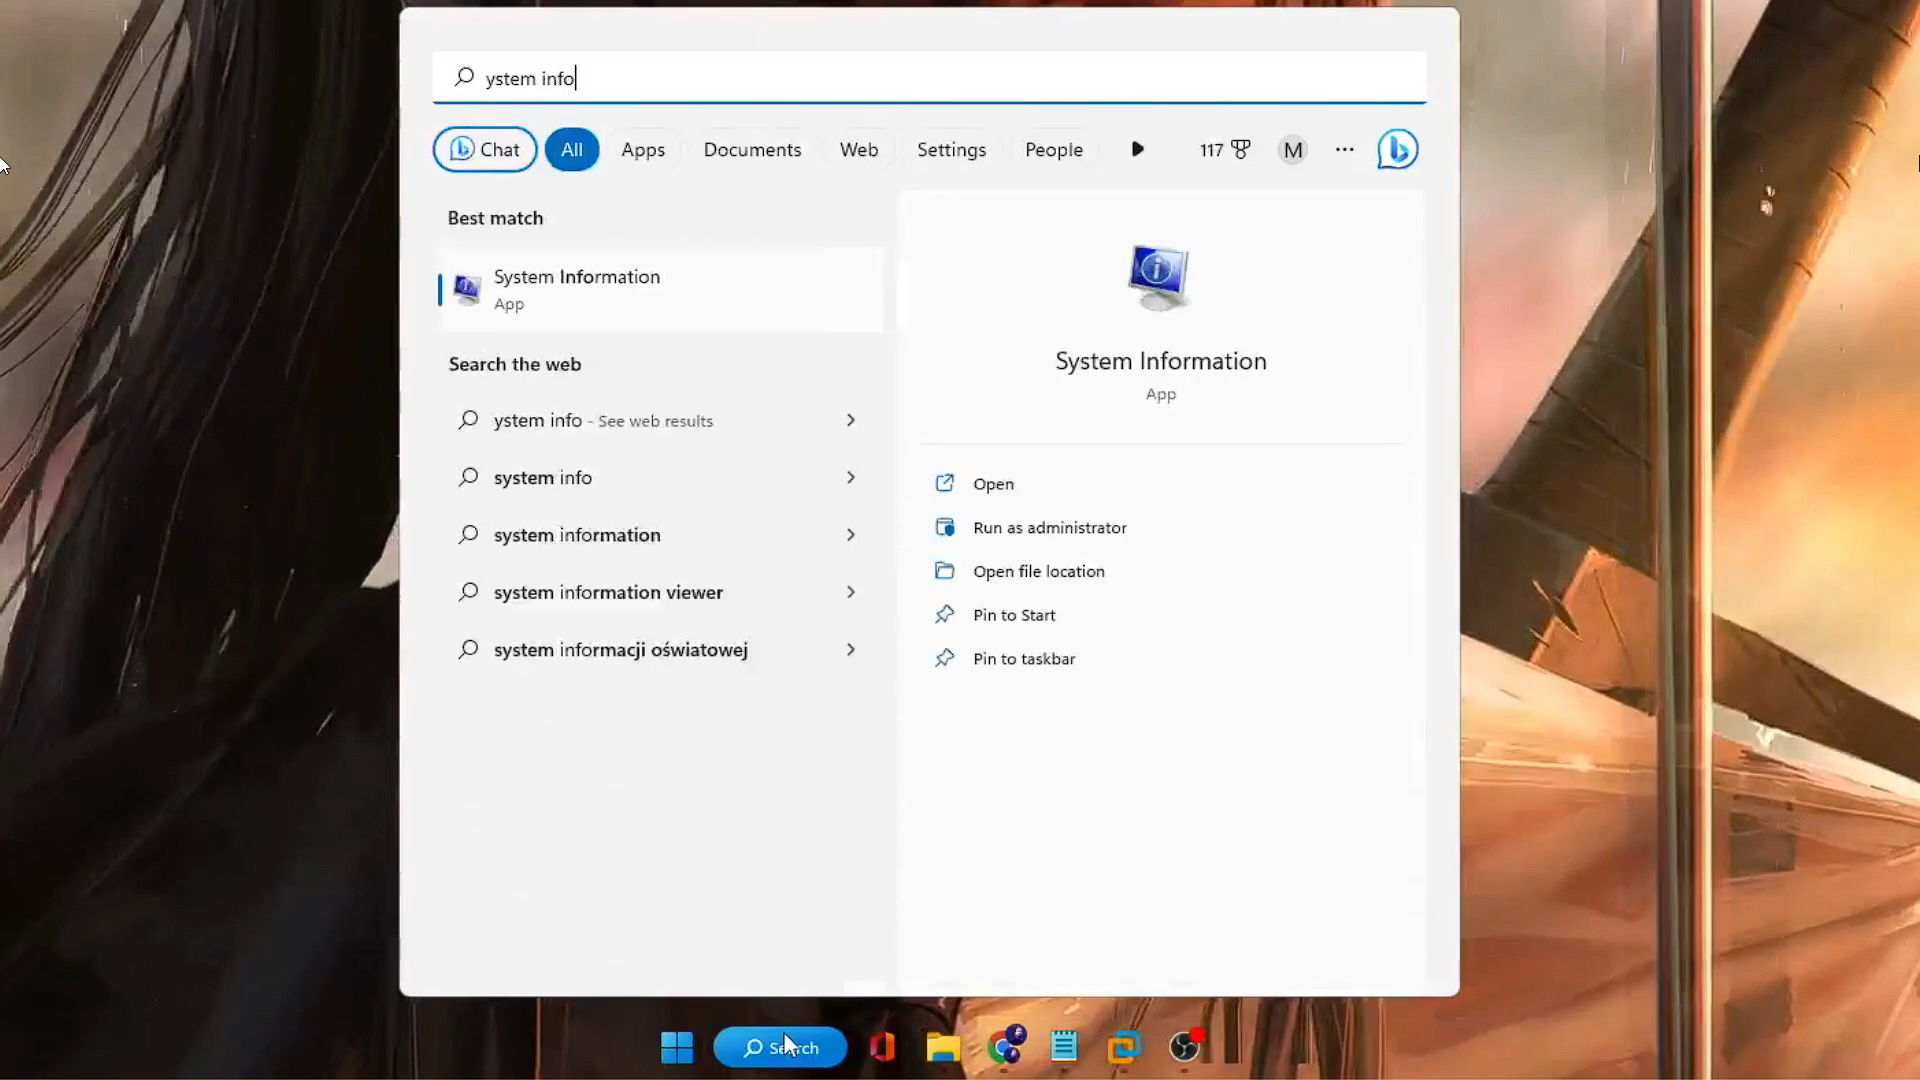 ystem info
Chat All Apps Documents Web Settings People 117 M
Best match
System Information
App
Search the web
ystem info - See web results
system info
system information
system information viewer
system informacji oświatowej
System Information
App
Open
Run as administrator
Open file location
Pin to Start
Pin to taskbar
Search